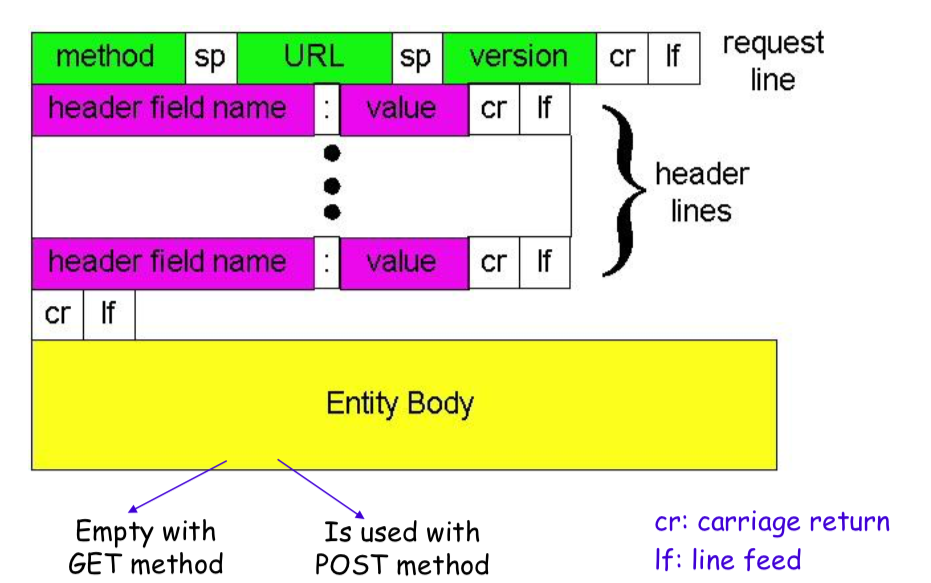 method sp URL sp version cr lf
request
line
header field name : value cr lf
header
lines
header field name : value cr lf
cr lf
Entity Body
Empty with
GET method
Is used with
POST method
cr: carriage return
lf: line feed